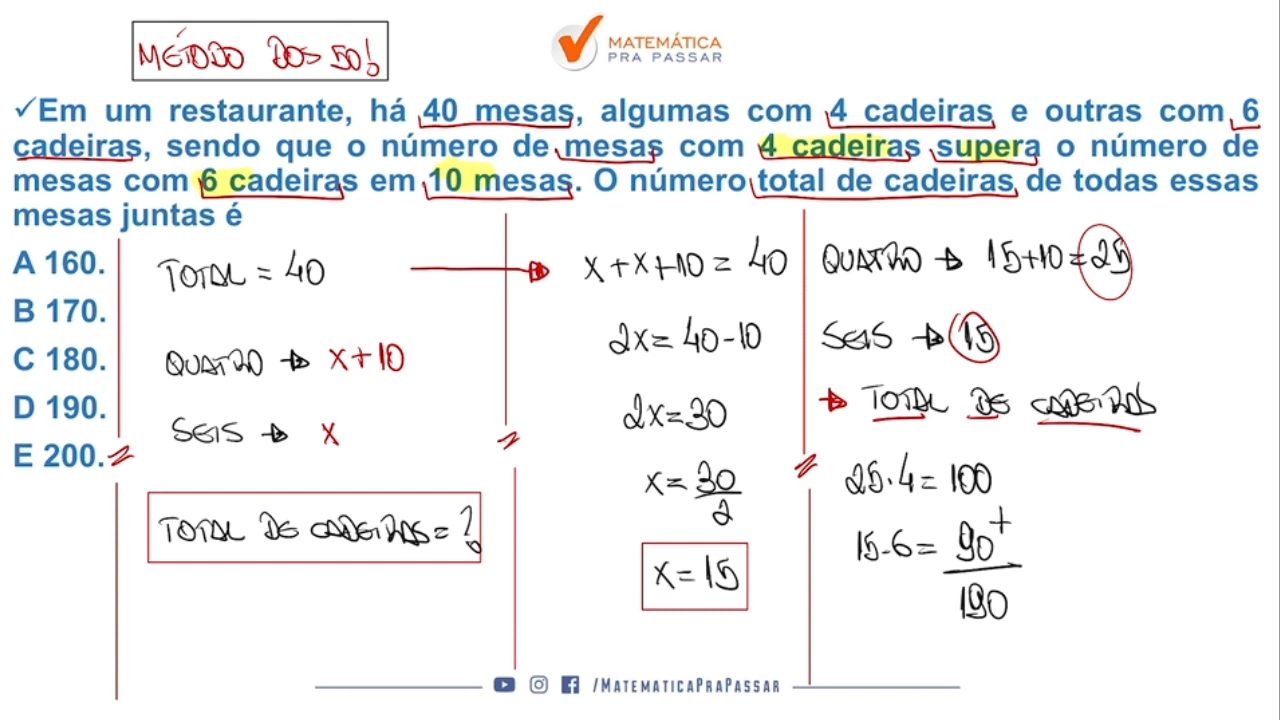 MÉTODO DOS 50!
MATEMÁTICA
PRA PASSAR
✓Em um restaurante, há 40 mesas, algumas com 4 cadeiras e outras com 6
cadeiras, sendo que o número de mesas com 4 cadeiras supera o número de
mesas com 6 cadeiras em 10 mesas. O número total de cadeiras de todas essas
mesas juntas é
A 160.
B 170.
C 180.
D 190.
E 200.
TOTAL = 40
QUATRO → x+10
SEIS → x
TOTAL DE CADEIRAS = ?
x+x+10 = 40
2x = 40-10
2x = 30
x = 30/2
x = 15
QUATRO → 15+10 = 25
SEIS → 15
→ TOTAL DE CADEIRAS
25.4 = 100
15.6 = 90 +
190
/MATEMATICAPRAPASSAR